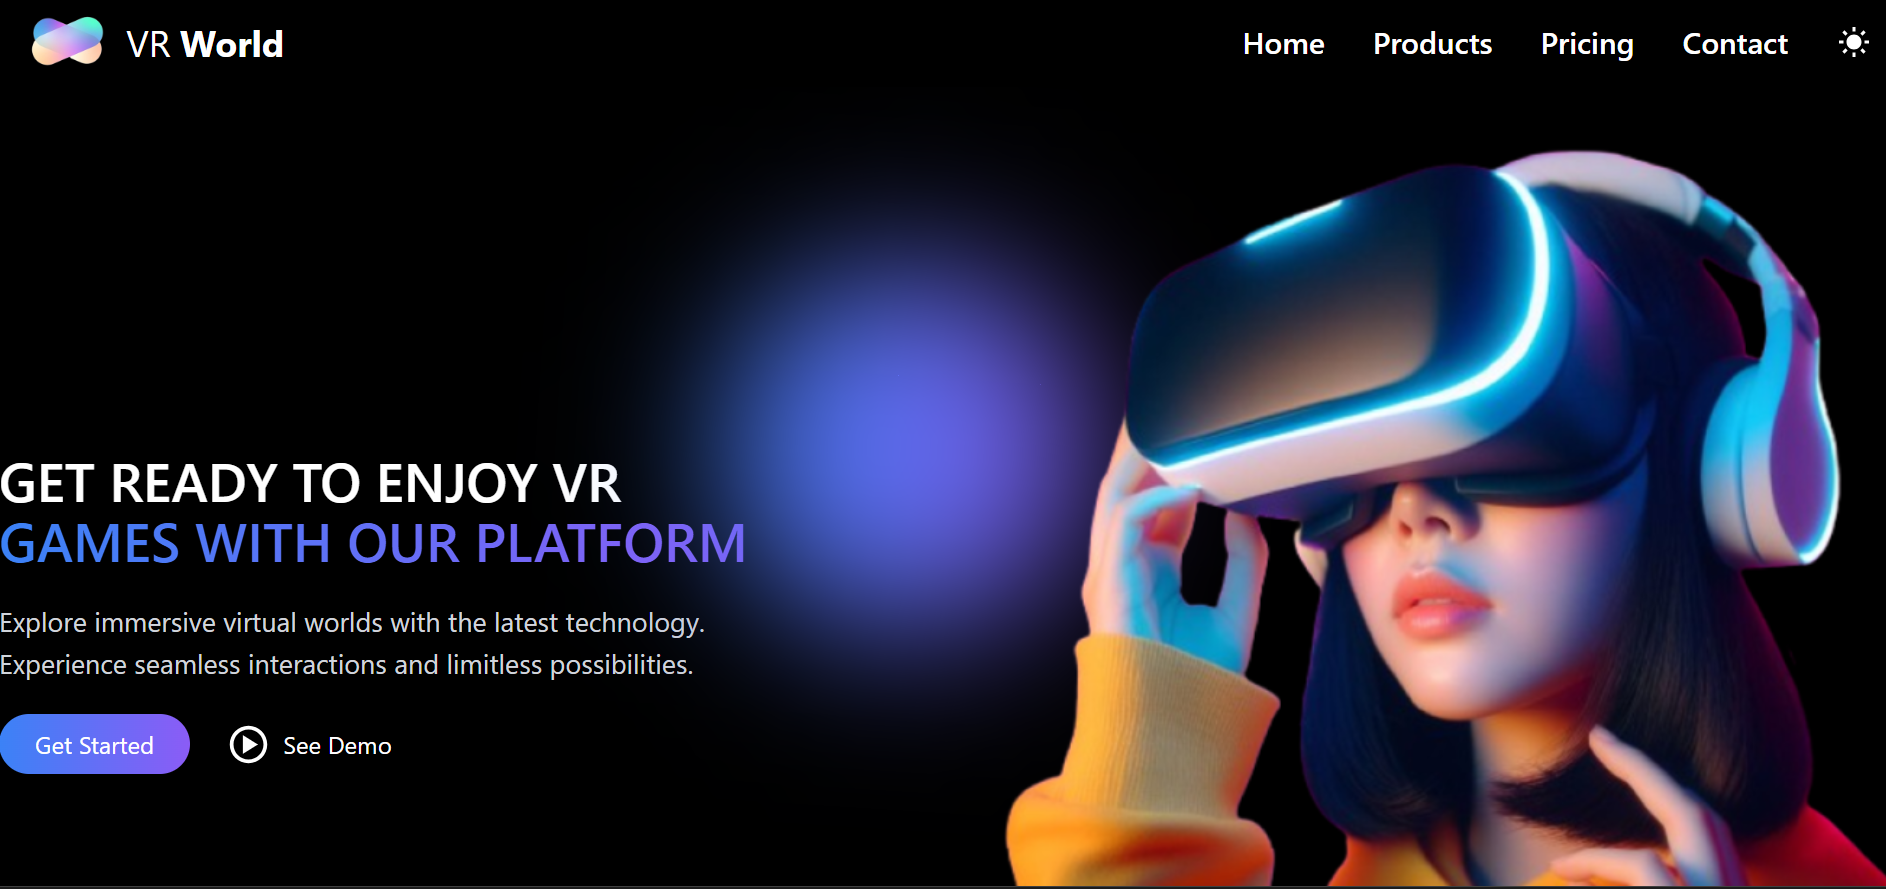 VR World
Home Products Pricing Contact
GET READY TO ENJOY VR
GAMES WITH OUR PLATFORM
Explore immersive virtual worlds with the latest technology.
Experience seamless interactions and limitless possibilities.
Get Started
See Demo